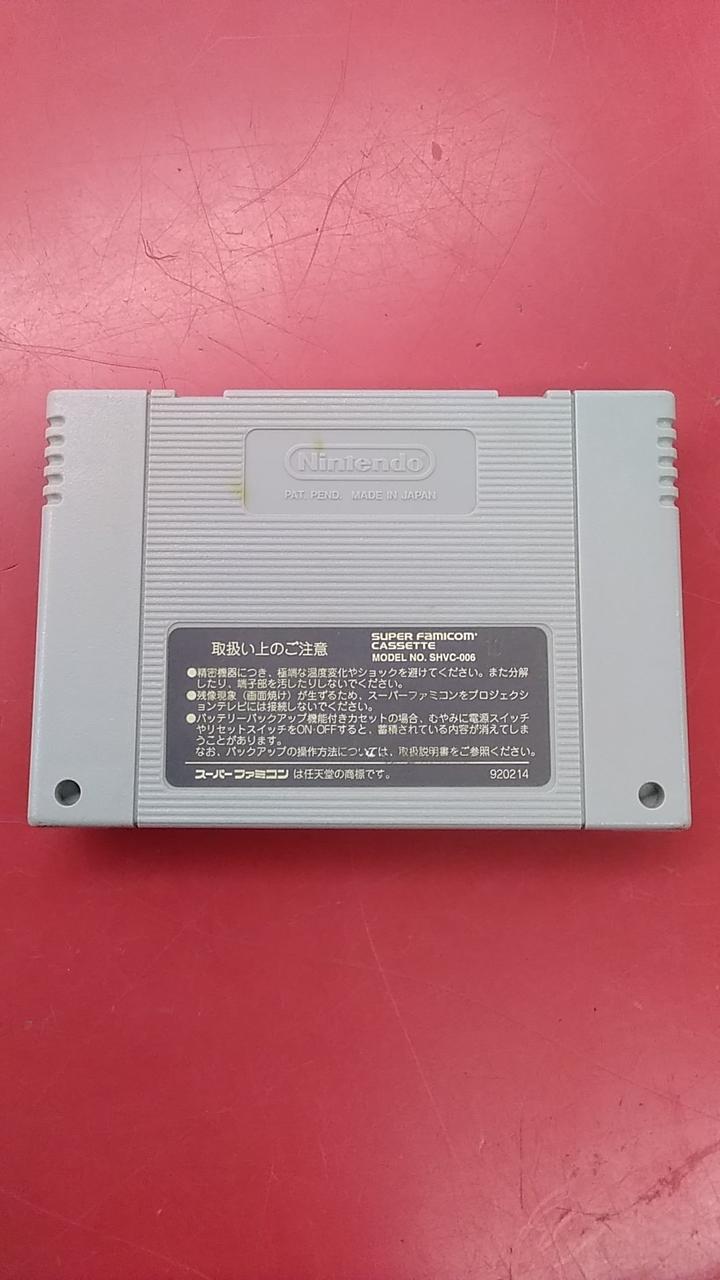 Nintendo
PAT. PEND. MADE IN JAPAN
取扱い上のご注意
SUPER FAMICOM
CASSETTE
MODEL NO. SHVC-006
●精密機器につき、極端な温度変化やショックを避けてください。また分解
したり、端子部を汚したりしないでください。
●残像現象（画面焼け）が生ずるため、スーパーファミコンをプロジェクシ
ョンテレビには接続しないでください。
●バッテリーバックアップ機能付きカセットの場合、むやみに電源スイッチ
やリセットスイッチをON・OFFすると、蓄積されている内容が消えてしま
うことがあります。
なお、バックアップの操作方法については、取扱説明書をご参照ください。
スーパーファミコンは任天堂の商標です。
920214